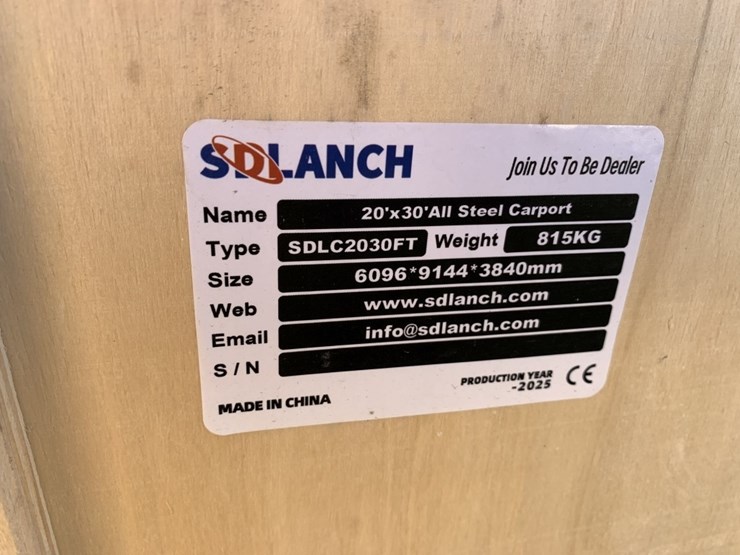 SDLANCH
Join Us To Be Dealer
Name 20'x30'All Steel Carport
Type SDLC2030FT Weight 815KG
Size 6096*9144*3840mm
Web www.sdlanch.com
Email info@sdlanch.com
S / N
MADE IN CHINA
PRODUCTION YEAR
-2025
CE